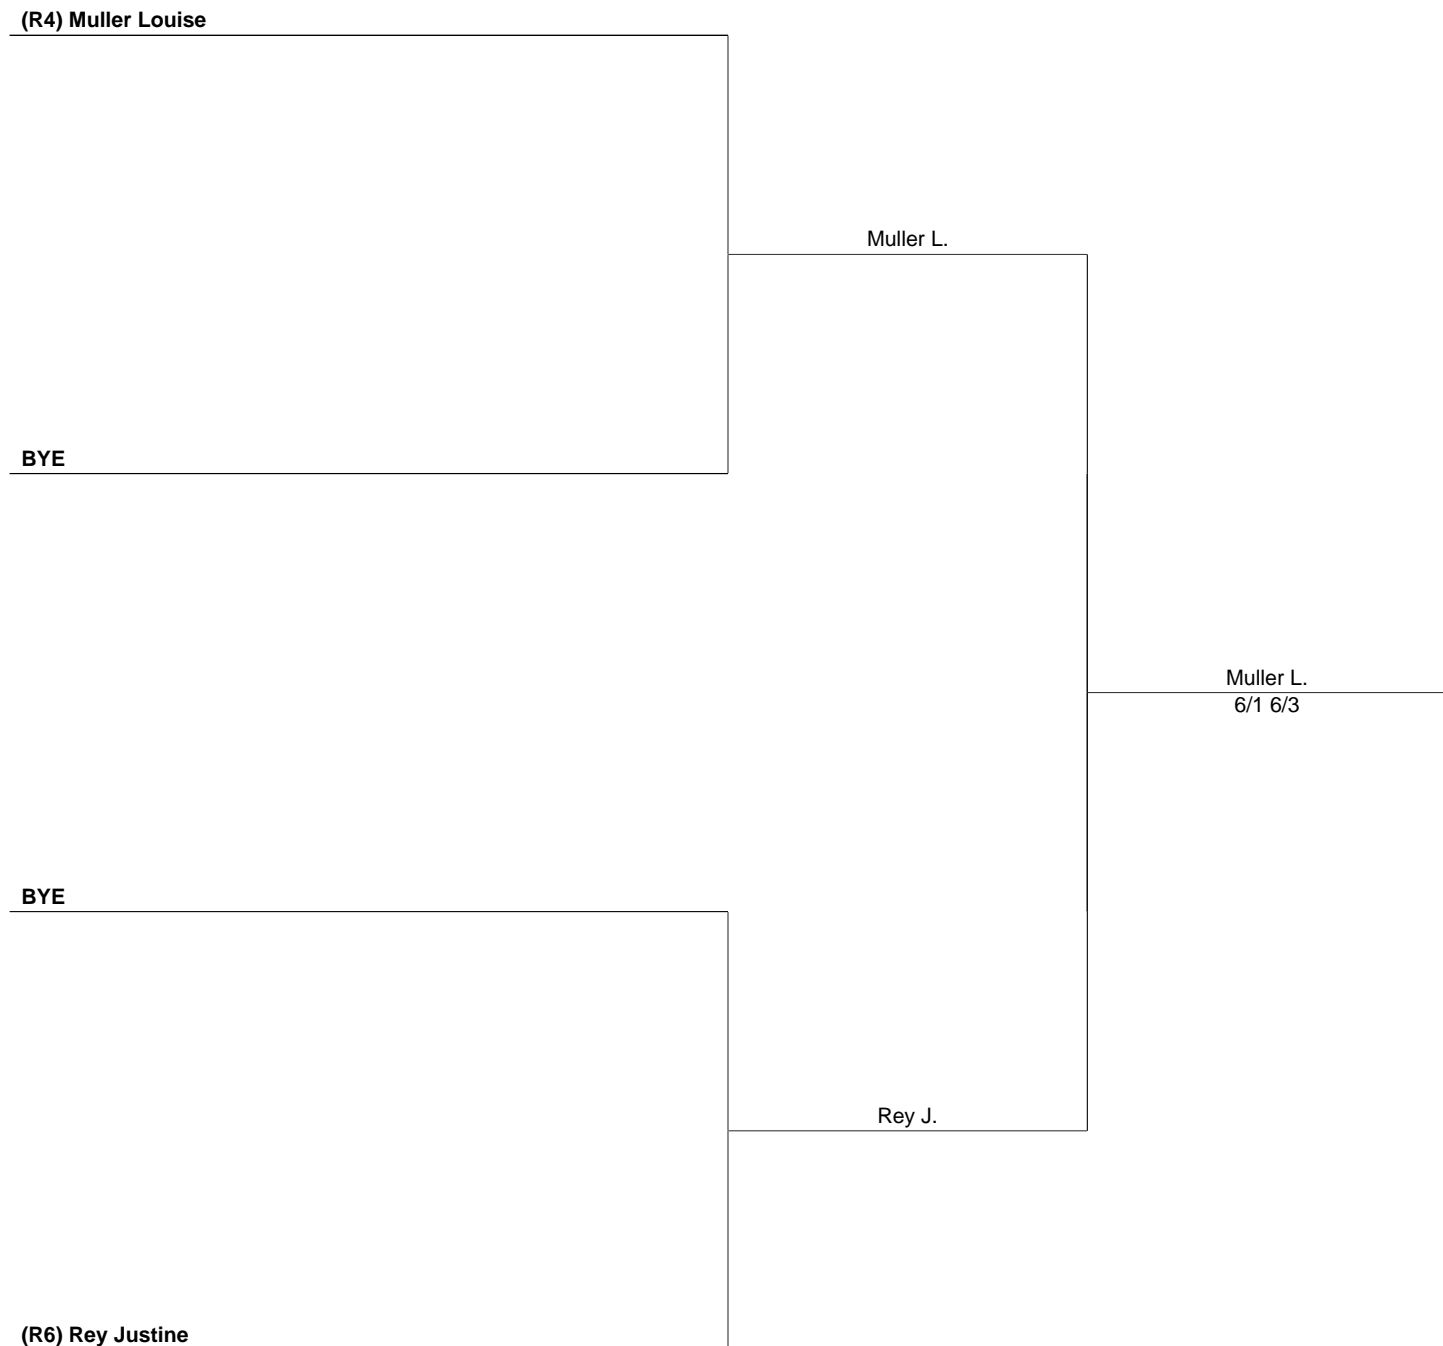 (R4) Muller Louise
Muller L.
BYE
Muller L.
6/1 6/3
BYE
Rey J.
(R6) Rey Justine